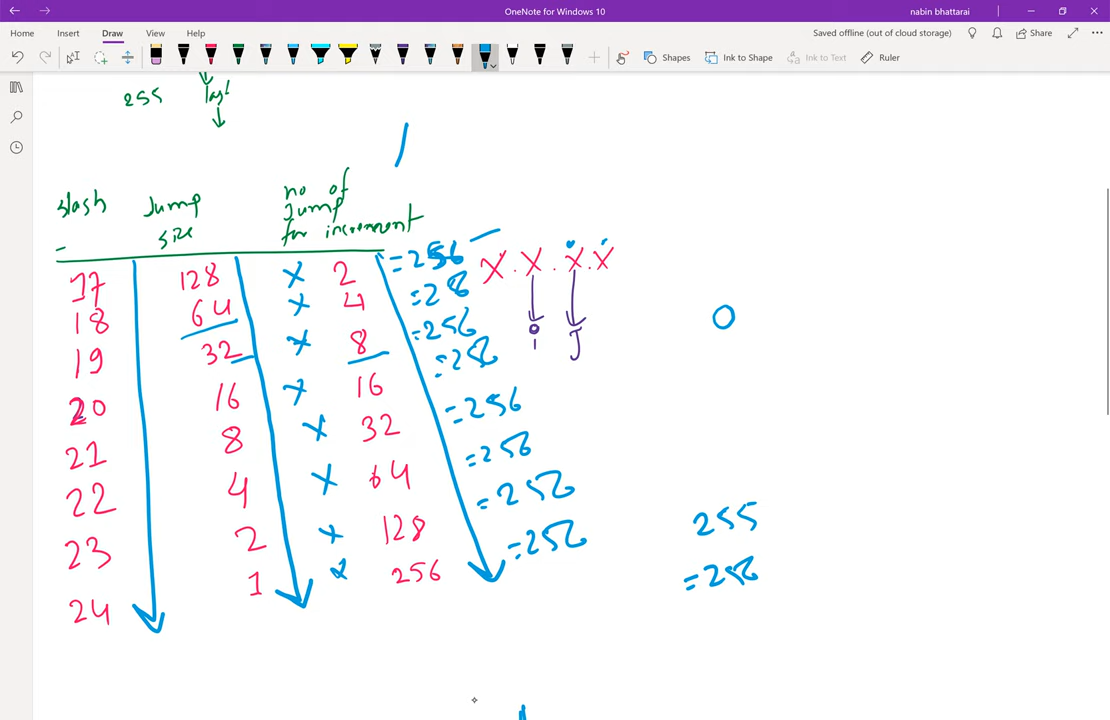 OneNote for Windows 10
nabin bhattarai
Home Insert Draw View Help
Saved offline (out of cloud storage)
Share
Shapes Ink to Shape Ink to Text Ruler
255 last
slash Jump size no of Jump for increment
17 128 x 2 = 256 X.X.X.X
18 64 x 4 = 256
19 32 x 8 = 256
20 16 x 16 = 256
21 8 x 32 = 256
22 4 x 64 = 256
23 2 x 128 = 256
24 1 x 256 = 256
0 i
J
0
255
= 256